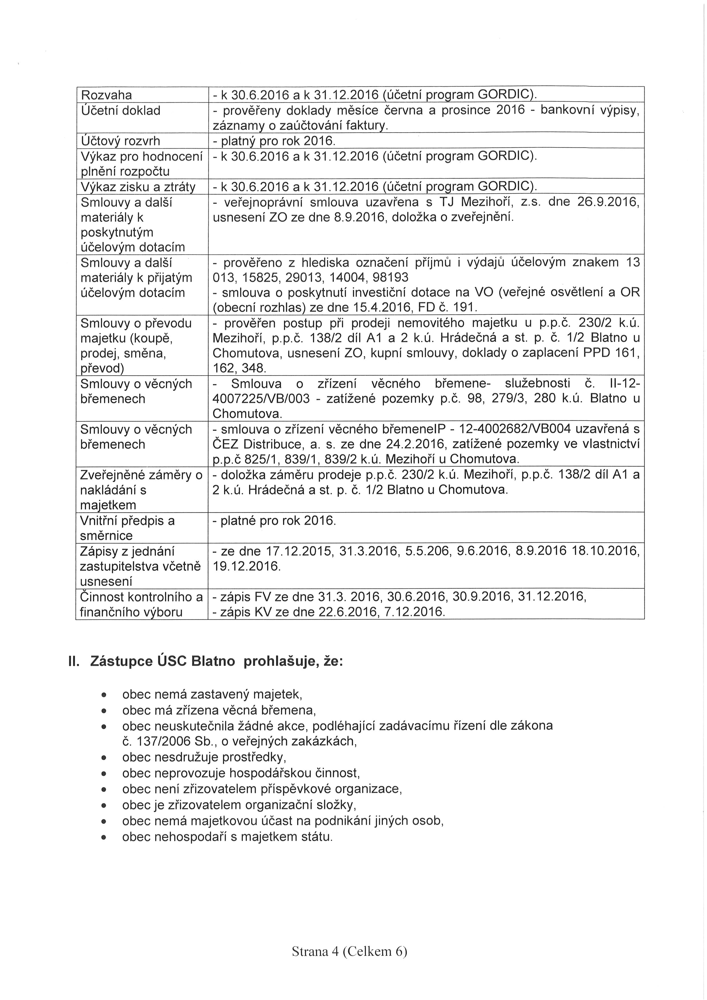 Rozvaha - k 30.6.2016 a k 31.12.2016 (účetní program GORDIC).
Účetní doklad - prověřeny doklady měsíce června a prosince 2016 - bankovní výpisy,
záznamy o zaúčtování faktury.
Účtový rozvrh - platný pro rok 2016.
Výkaz pro hodnocení - k 30.6.2016 a k 31.12.2016 (účetní program GORDIC).
plnění rozpočtu
Výkaz zisku a ztráty - k 30.6.2016 a k 31.12.2016 (účetní program GORDIC).
Smlouvy a další - veřejnoprávní smlouva uzavřena s TJ Mezihoří, z.s. dne 26.9.2016,
materiály k usnesení ZO ze dne 8.9.2016, doložka o zveřejnění.
poskytnutým
účelovým dotacím
Smlouvy a další - prověřeno z hlediska označení příjmů i výdajů účelovým znakem 13
materiály k přijatým 013, 15825, 29013, 14004, 98193
účelovým dotacím - smlouva o poskytnutí investiční dotace na VO (veřejné osvětlení a OR
(obecní rozhlas) ze dne 15.4.2016, FD č. 191.
Smlouvy o převodu - prověřen postup při prodeji nemovitého majetku u p.p.č. 230/2 k.ú.
majetku (koupě, Mezihoří, p.p.č. 138/2 díl A1 a 2 k.ú. Hrádečná a st. p. č. 1/2 Blatno u
prodej, směna, Chomutova, usnesení ZO, kupní smlouvy, doklady o zaplacení PPD 161,
převod) 162, 348.
Smlouvy o věcných - Smlouva o zřízení věcného břemene- služebnosti č. II-12-
břemenech 4007225/VB/003 - zatížené pozemky p.č. 98, 279/3, 280 k.ú. Blatno u
Chomutova.
Smlouvy o věcných - smlouva o zřízení věcného břemeneIP - 12-4002682/VB004 uzavřená s
břemenech ČEZ Distribuce, a. s. ze dne 24.2.2016, zatížené pozemky ve vlastnictví
p.p.č 825/1, 839/1, 839/2 k.ú. Mezihoří u Chomutova.
Zveřejněné záměry o - doložka záměru prodeje p.p.č. 230/2 k.ú. Mezihoří, p.p.č. 138/2 díl A1 a
nakládání s 2 k.ú. Hrádečná a st. p. č. 1/2 Blatno u Chomutova.
majetkem
Vnitřní předpis a - platné pro rok 2016.
směrnice
Zápisy z jednání - ze dne 17.12.2015, 31.3.2016, 5.5.206, 9.6.2016, 8.9.2016 18.10.2016,
zastupitelstva včetně 19.12.2016.
usnesení
Činnost kontrolního a - zápis FV ze dne 31.3. 2016, 30.6.2016, 30.9.2016, 31.12.2016,
finančního výboru - zápis KV ze dne 22.6.2016, 7.12.2016.
II. Zástupce ÚSC Blatno prohlašuje, že:
• obec nemá zastavený majetek,
• obec má zřízena věcná břemena,
• obec neuskutečnila žádné akce, podléhající zadávacímu řízení dle zákona
č. 137/2006 Sb., o veřejných zakázkách,
• obec nesdružuje prostředky,
• obec neprovozuje hospodářskou činnost,
• obec není zřizovatelem příspěvkové organizace,
• obec je zřizovatelem organizační složky,
• obec nemá majetkovou účast na podnikání jiných osob,
• obec nehospodaří s majetkem státu.
Strana 4 (Celkem 6)